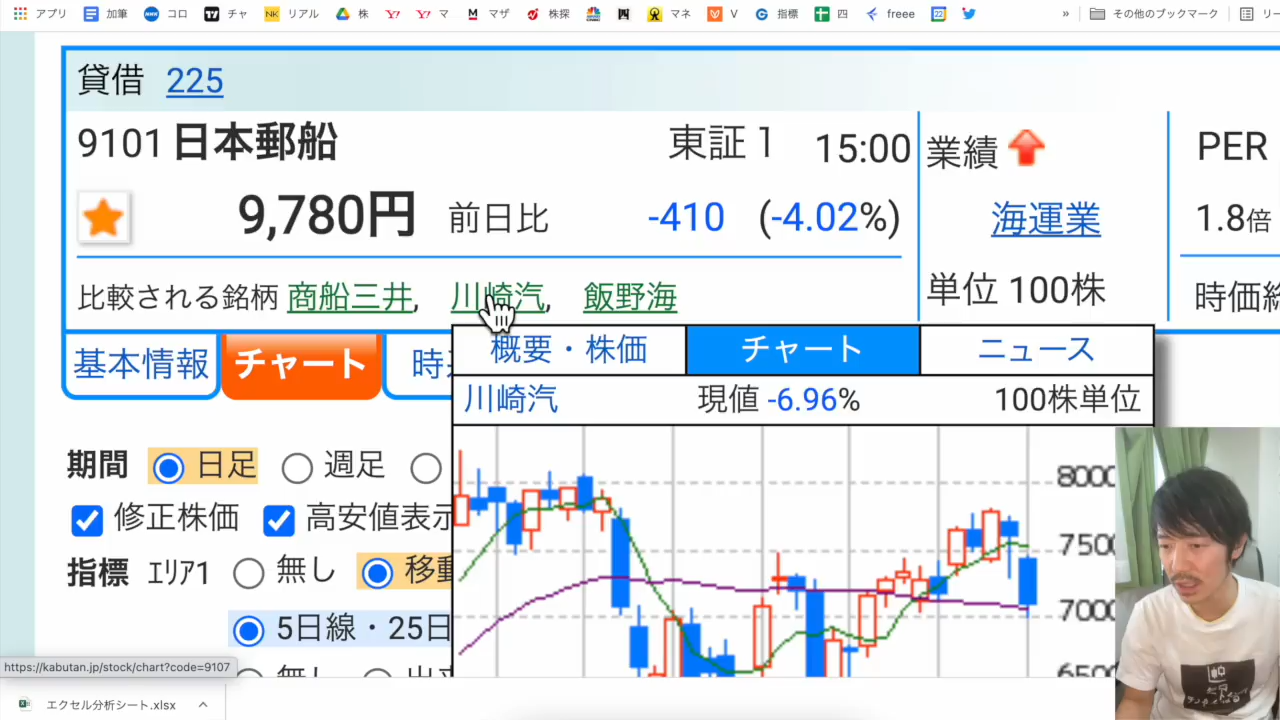 アプリ 加筆 コロ チャ NK リアル 株 マ マザ 株探 マネ V 指標 四 freee 22 » その他のブックマーク リー
貸借 225
9101 日本郵船 東証1 15:00
9,780円 前日比 -410 (-4.02%)
比較される銘柄 商船三井, 川崎汽, 飯野海
業績
海運業
単位 100株
PER
1.8倍
基本情報 チャート
概要・株価 チャート ニュース
川崎汽 現値 -6.96% 100株単位
期間 日足 週足
修正株価 高安値表示
指標 エリア1 無し
5日線・25日
8000
7500
7000
6500
https://kabutan.jp/stock/chart?code=9107
エクセル分析シート.xlsx